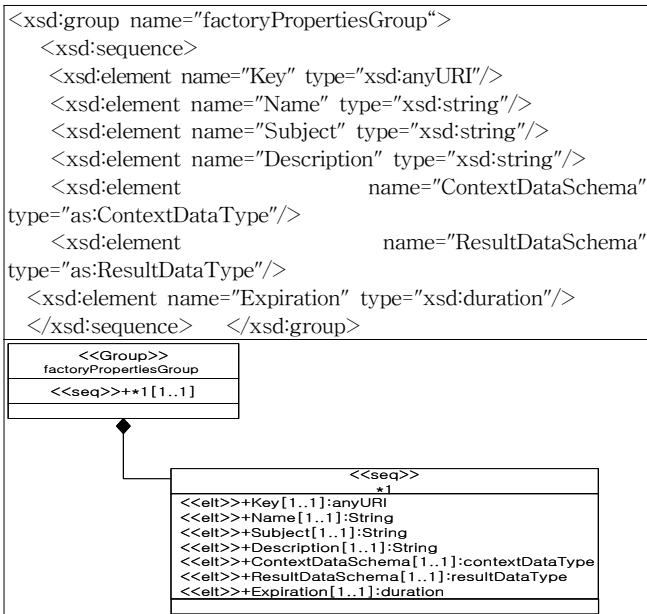 <xsd:group name="factoryPropertiesGroup“>
<xsd:sequence>
<xsd:element name="Key" type="xsd:anyURI"/>
<xsd:element name="Name" type="xsd:string"/>
<xsd:element name="Subject" type="xsd:string"/>
<xsd:element name="Description" type="xsd:string"/>
<xsd:element name="ContextDataSchema"
type="as:ContextDataType"/>
<xsd:element name="ResultDataSchema"
type="as:ResultDataType"/>
<xsd:element name="Expiration" type="xsd:duration"/>
</xsd:sequence> </xsd:group>
<<Group>>
factoryPropertiesGroup
<<seq>>+*1[1..1]
<<seq>>
*1
<<elt>>+Key[1..1]:anyURI
<<elt>>+Name[1..1]:String
<<elt>>+Subject[1..1]:String
<<elt>>+Description[1..1]:String
<<elt>>+ContextDataSchema[1..1]:contextDataType
<<elt>>+ResultDataSchema[1..1]:resultDataType
<<elt>>+Expiration[1..1]:duration